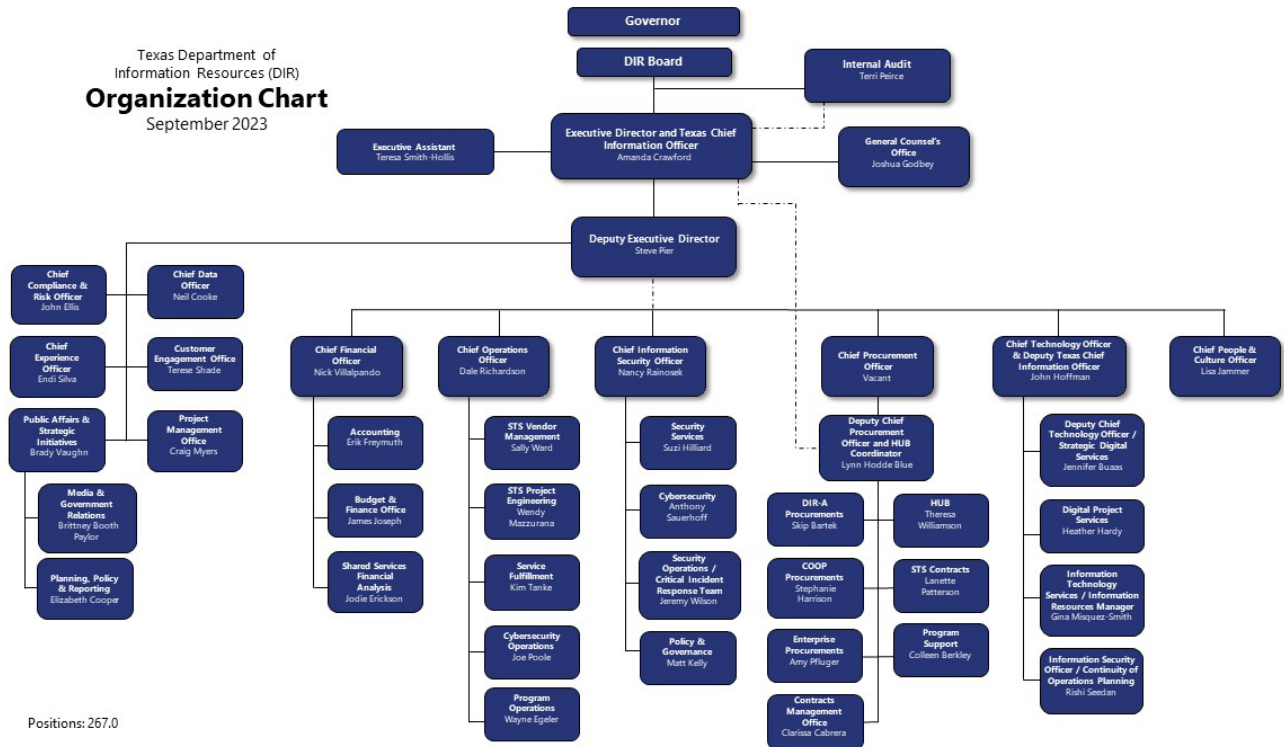 Texas Department of
Information Resources (DIR)
Organization Chart
September 2023
Governor
DIR Board
Internal Audit
Terri Peirce
Executive Director and Texas Chief
Information Officer
Amanda Crawford
Executive Assistant
Teresa Smith-Hollis
General Counsel's
Office
Joshua Godbey
Deputy Executive Director
Steve Pier
Chief
Compliance &
Risk Officer
John Ellis
Chief Data
Officer
Neil Cooke
Chief
Experience
Officer
Endi Silva
Customer
Engagement Office
Terese Shade
Public Affairs &
Strategic
Initiatives
Brady Vaughn
Project
Management
Office
Craig Myers
Media &
Government
Relations
Brittney Booth
Paylor
Planning, Policy
& Reporting
Elizabeth Cooper
Chief Financial
Officer
Nick Villalpando
Accounting
Erik Freymuth
Budget &
Finance Office
James Joseph
Shared Services
Financial
Analysis
Jodie Erickson
Chief Operations
Officer
Dale Richardson
STS Vendor
Management
Sally Ward
STS Project
Engineering
Wendy
Mazzurana
Service
Fulfillment
Kim Tanke
Cybersecurity
Operations
Joe Poole
Program
Operations
Wayne Egeler
Chief Information
Security Officer
Nancy Rainosek
Security
Services
Suzi Hilliard
Cybersecurity
Anthony
Sauerhoff
Security
Operations /
Critical Incident
Response Team
Jeremy Wilson
Policy &
Governance
Matt Kelly
Chief Procurement
Officer
Vacant
Deputy Chief
Procurement
Officer and HUB
Coordinator
Lynn Hodde Blue
DIR-A
Procurements
Skip Bartek
HUB
Theresa
Williamson
COOP
Procurements
Stephanie
Harrison
STS Contracts
Lanette
Patterson
Enterprise
Procurements
Amy Pfluger
Program
Support
Colleen Berkley
Contracts
Management
Office
Clarissa Cabrera
Chief Technology Officer
& Deputy Texas Chief
Information Officer
John Hoffman
Deputy Chief
Technology Officer /
Strategic Digital
Services
Jennifer Buaas
Digital Project
Services
Heather Hardy
Information
Technology
Services / Information
Resources Manager
Gina Misquez-Smith
Information Security
Officer / Continuity
of Operations Planning
Rishi Seedan
Chief People &
Culture Officer
Lisa Jammer
Positions: 267.0